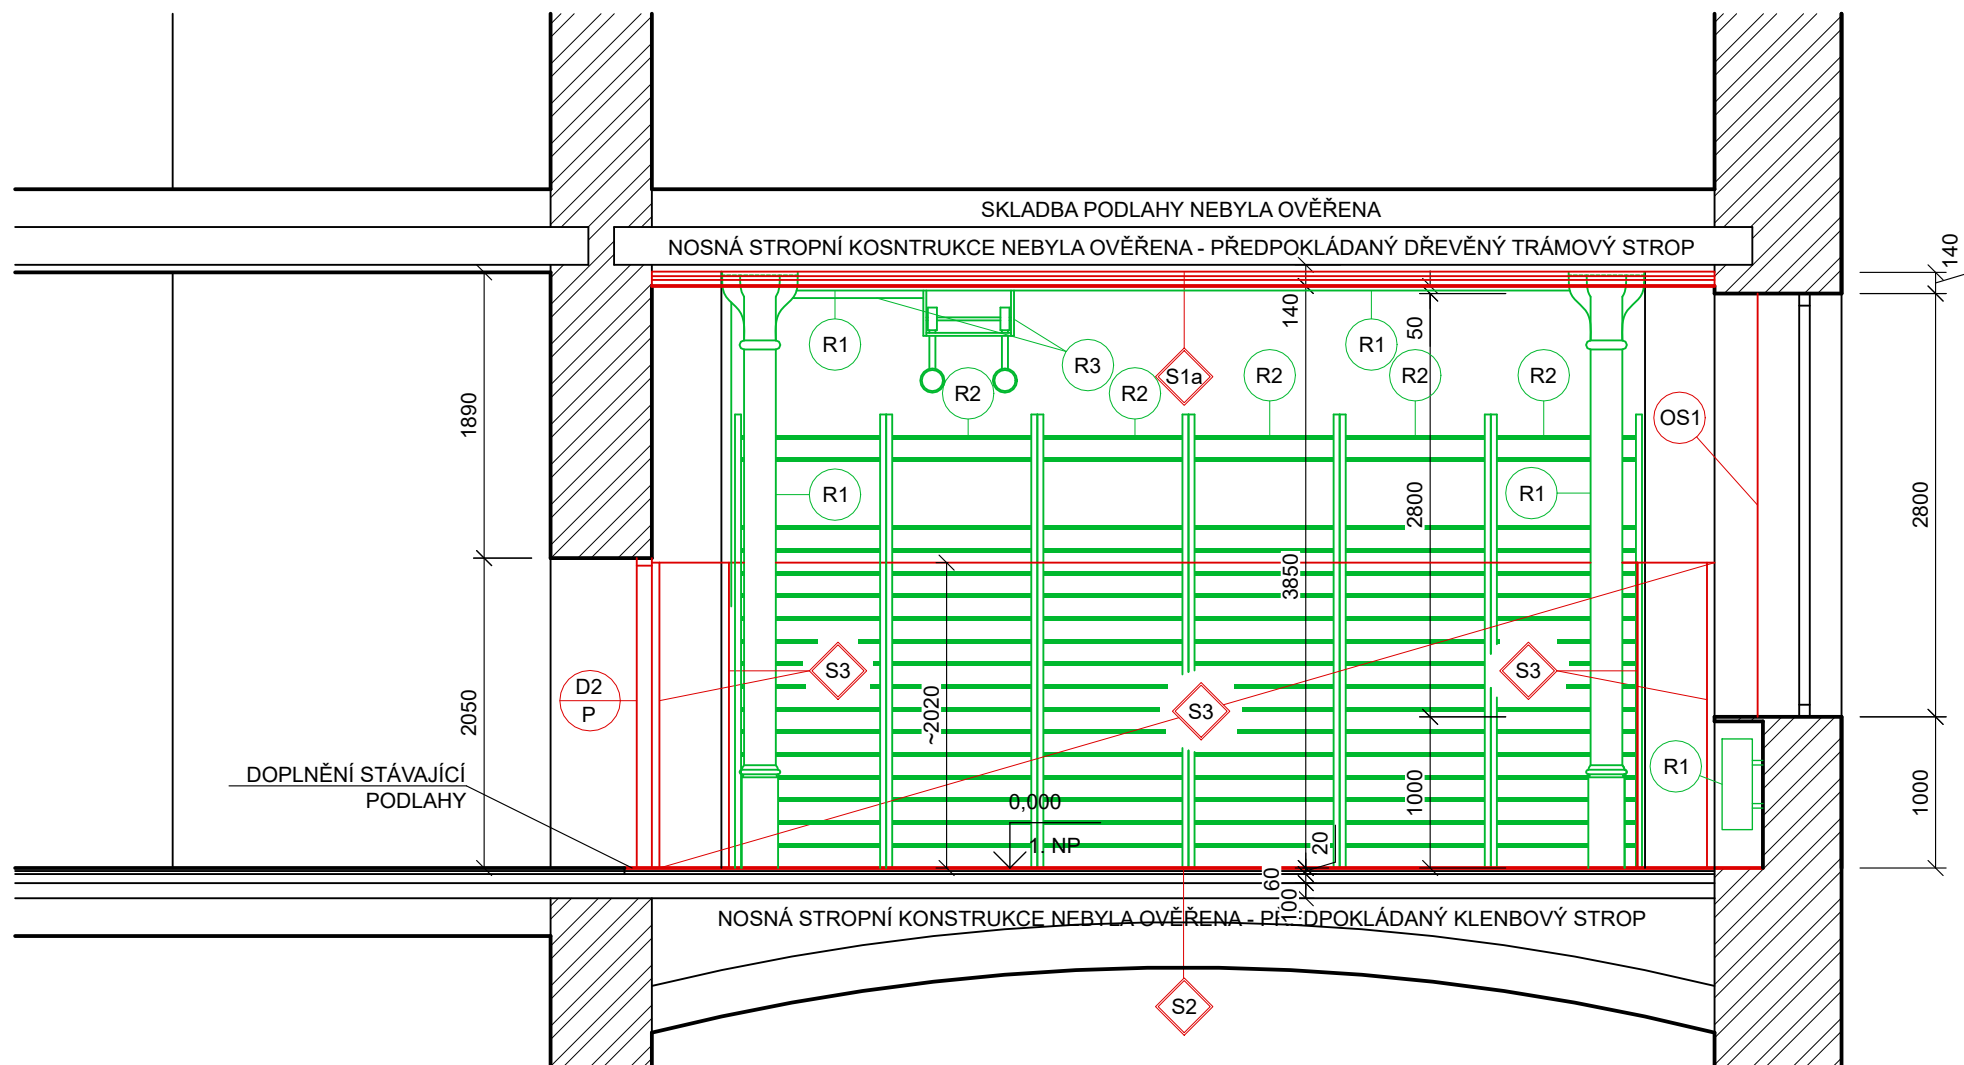 SKLADBA PODLAHY NEBYLA OVĚŘENA
NOSNÁ STROPNÍ KOSNTRUKCE NEBYLA OVĚŘENA - PŘEDPOKLÁDANÝ DŘEVĚNÝ TRÁMOVÝ STROP
140
140
50
R1
R1
R3
S1a
R2
R2
R2
R2
R2
1890
OS1
R1
R1
2800
2800
3850
S3
S3
S3
D2
P
2050
~2020
DOPLNĚNÍ STÁVAJÍCÍ
PODLAHY
R1
1000
1000
0,000
1. NP
20
60
100
NOSNÁ STROPNÍ KONSTRUKCE NEBYLA OVĚŘENA - PŘEDPOKLÁDANÝ KLENBOVÝ STROP
S2